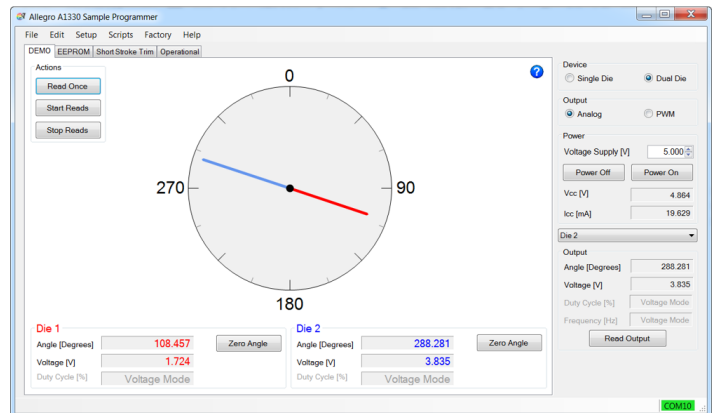 Allegro A1330 Sample Programmer
File Edit Setup Scripts Factory Help
DEMO EEPROM Short Stroke Trim Operational
Actions
Read Once
Start Reads
Stop Reads
?
0
270
90
180
Die 1
Angle [Degrees] 108.457 Zero Angle
Voltage [V] 1.724
Duty Cycle [%] Voltage Mode
Die 2
Angle [Degrees] 288.281 Zero Angle
Voltage [V] 3.835
Duty Cycle [%] Voltage Mode
Device
Single Die Dual Die
Output
Analog PWM
Power
Voltage Supply [V] 5.000
Power Off Power On
Vcc [V] 4.864
Icc [mA] 19.629
Die 2
Output
Angle [Degrees] 288.281
Voltage [V] 3.835
Duty Cycle [%] Voltage Mode
Frequency [Hz] Voltage Mode
Read Output
COM10